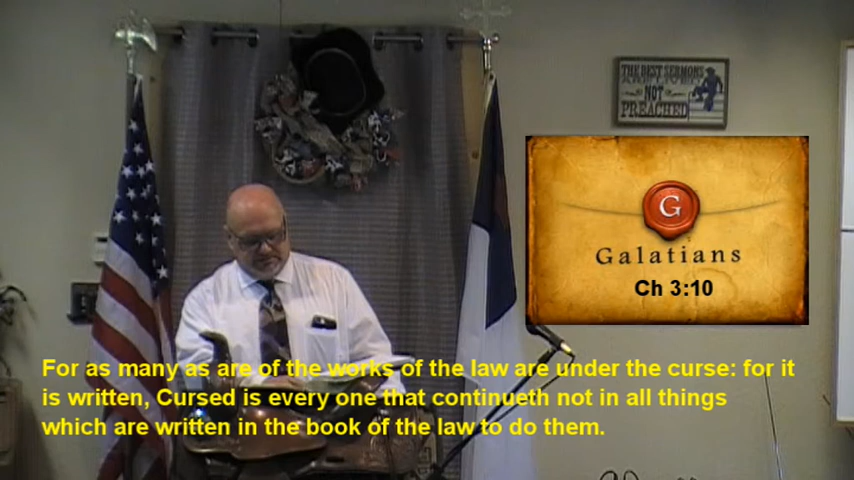 THE BEST SERMONS
ARE LIVED
NOT
PREACHED
G
Galatians
Ch 3:10
For as many as are of the works of the law are under the curse: for it
is written, Cursed is every one that continueth not in all things
which are written in the book of the law to do them.